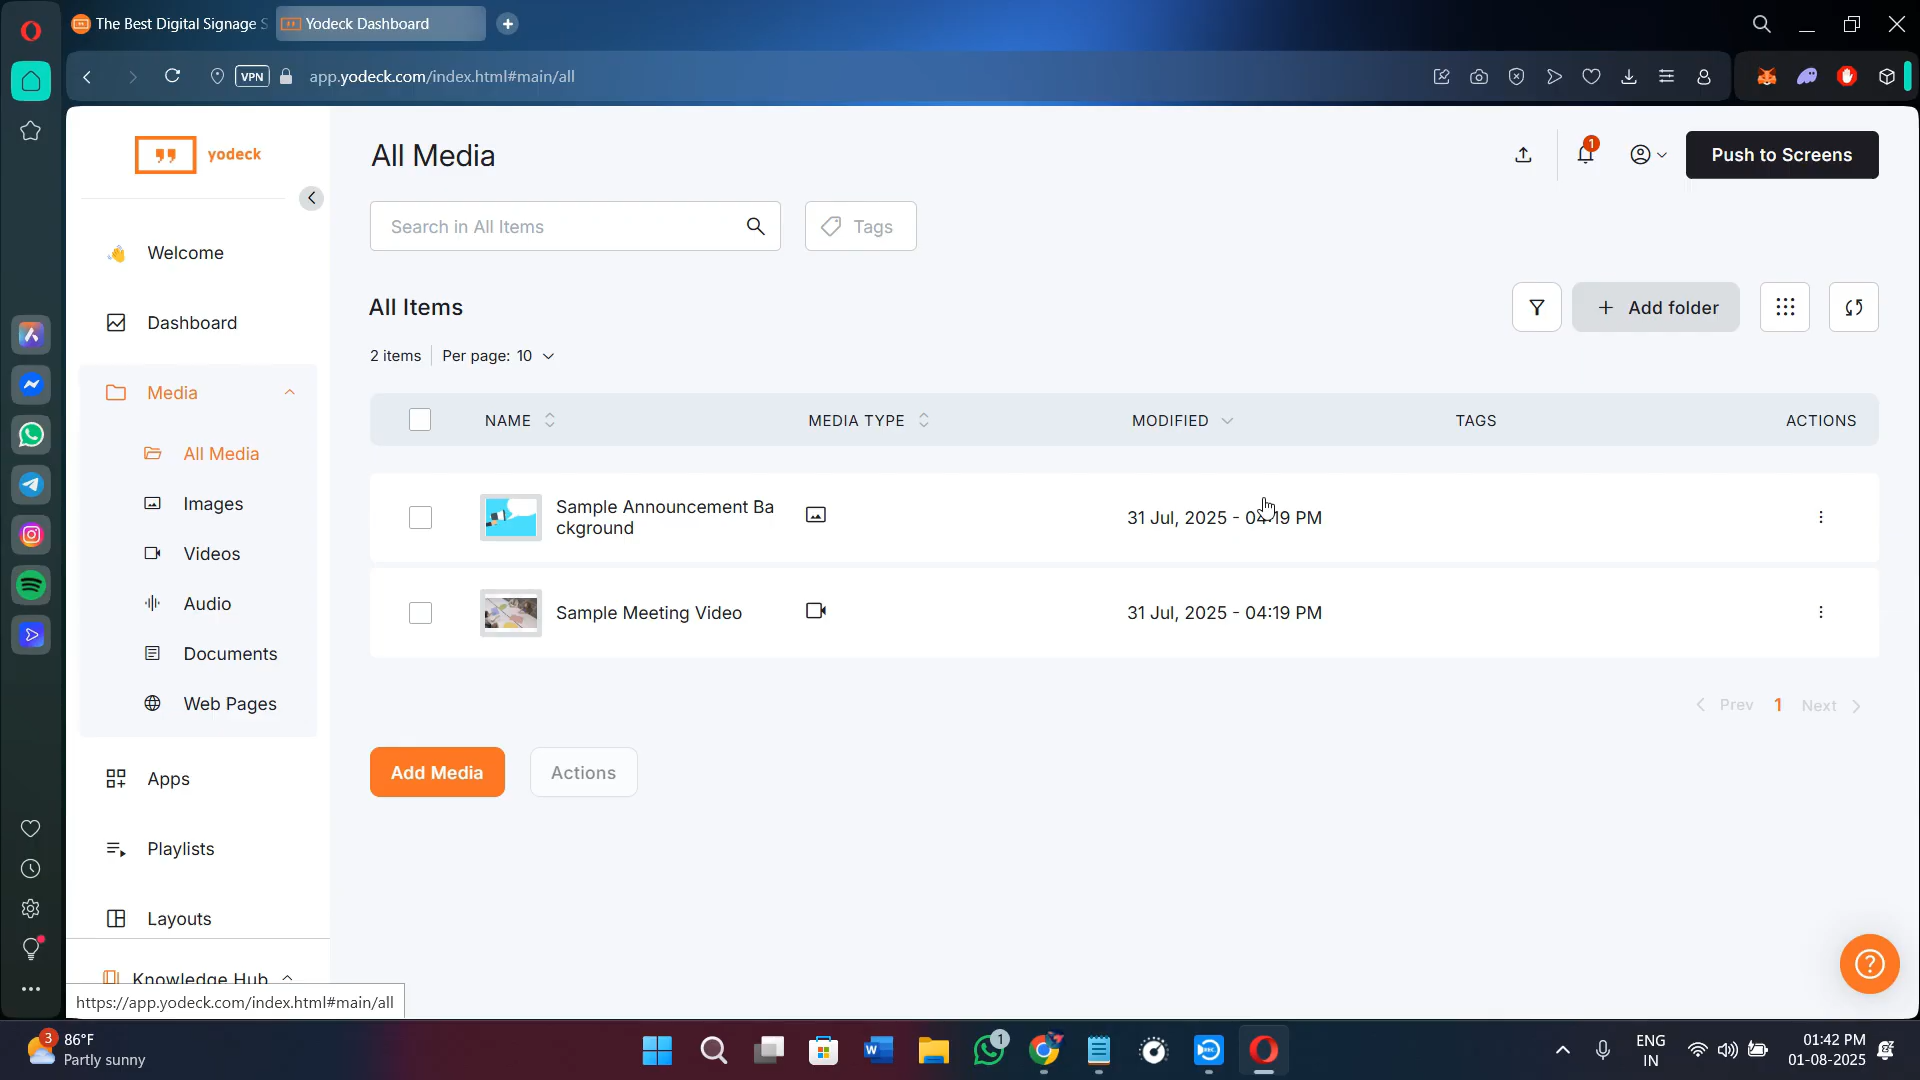 The Best Digital Signage S
Yodeck Dashboard
VPN
app.yodeck.com/index.html#main/all
yodeck
All Media
1
Push to Screens
Search in All Items
Tags
Welcome
All Items
Add folder
Dashboard
2 items
Per page: 10
Media
NAME
MEDIA TYPE
MODIFIED
TAGS
ACTIONS
All Media
Images
Sample Announcement Ba
ckground
31 Jul, 2025 - 04:19 PM
Videos
Audio
Sample Meeting Video
31 Jul, 2025 - 04:19 PM
Documents
Web Pages
Prev
1
Next
Apps
Add Media
Actions
Playlists
Layouts
Knowledge Hub
https://app.yodeck.com/index.html#main/all
3
86°F
Partly sunny
1
ENG
IN
01:42 PM
01-08-2025